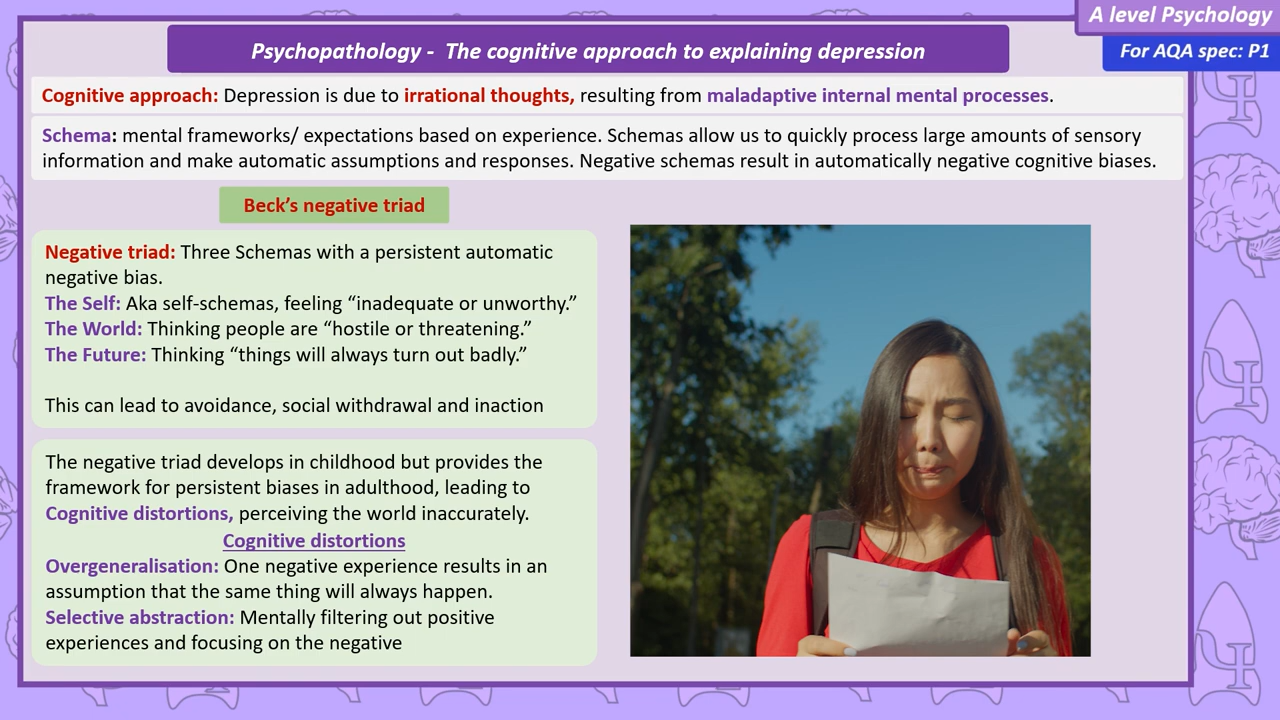 A level Psychology
For AQA spec: P1
Psychopathology - The cognitive approach to explaining depression
Cognitive approach: Depression is due to irrational thoughts, resulting from maladaptive internal mental processes.
Schema: mental frameworks/ expectations based on experience. Schemas allow us to quickly process large amounts of sensory
information and make automatic assumptions and responses. Negative schemas result in automatically negative cognitive biases.
Beck’s negative triad
Negative triad: Three Schemas with a persistent automatic
negative bias.
The Self: Aka self-schemas, feeling “inadequate or unworthy.”
The World: Thinking people are “hostile or threatening.”
The Future: Thinking “things will always turn out badly.”
This can lead to avoidance, social withdrawal and inaction
The negative triad develops in childhood but provides the
framework for persistent biases in adulthood, leading to
Cognitive distortions, perceiving the world inaccurately.
Cognitive distortions
Overgeneralisation: One negative experience results in an
assumption that the same thing will always happen.
Selective abstraction: Mentally filtering out positive
experiences and focusing on the negative